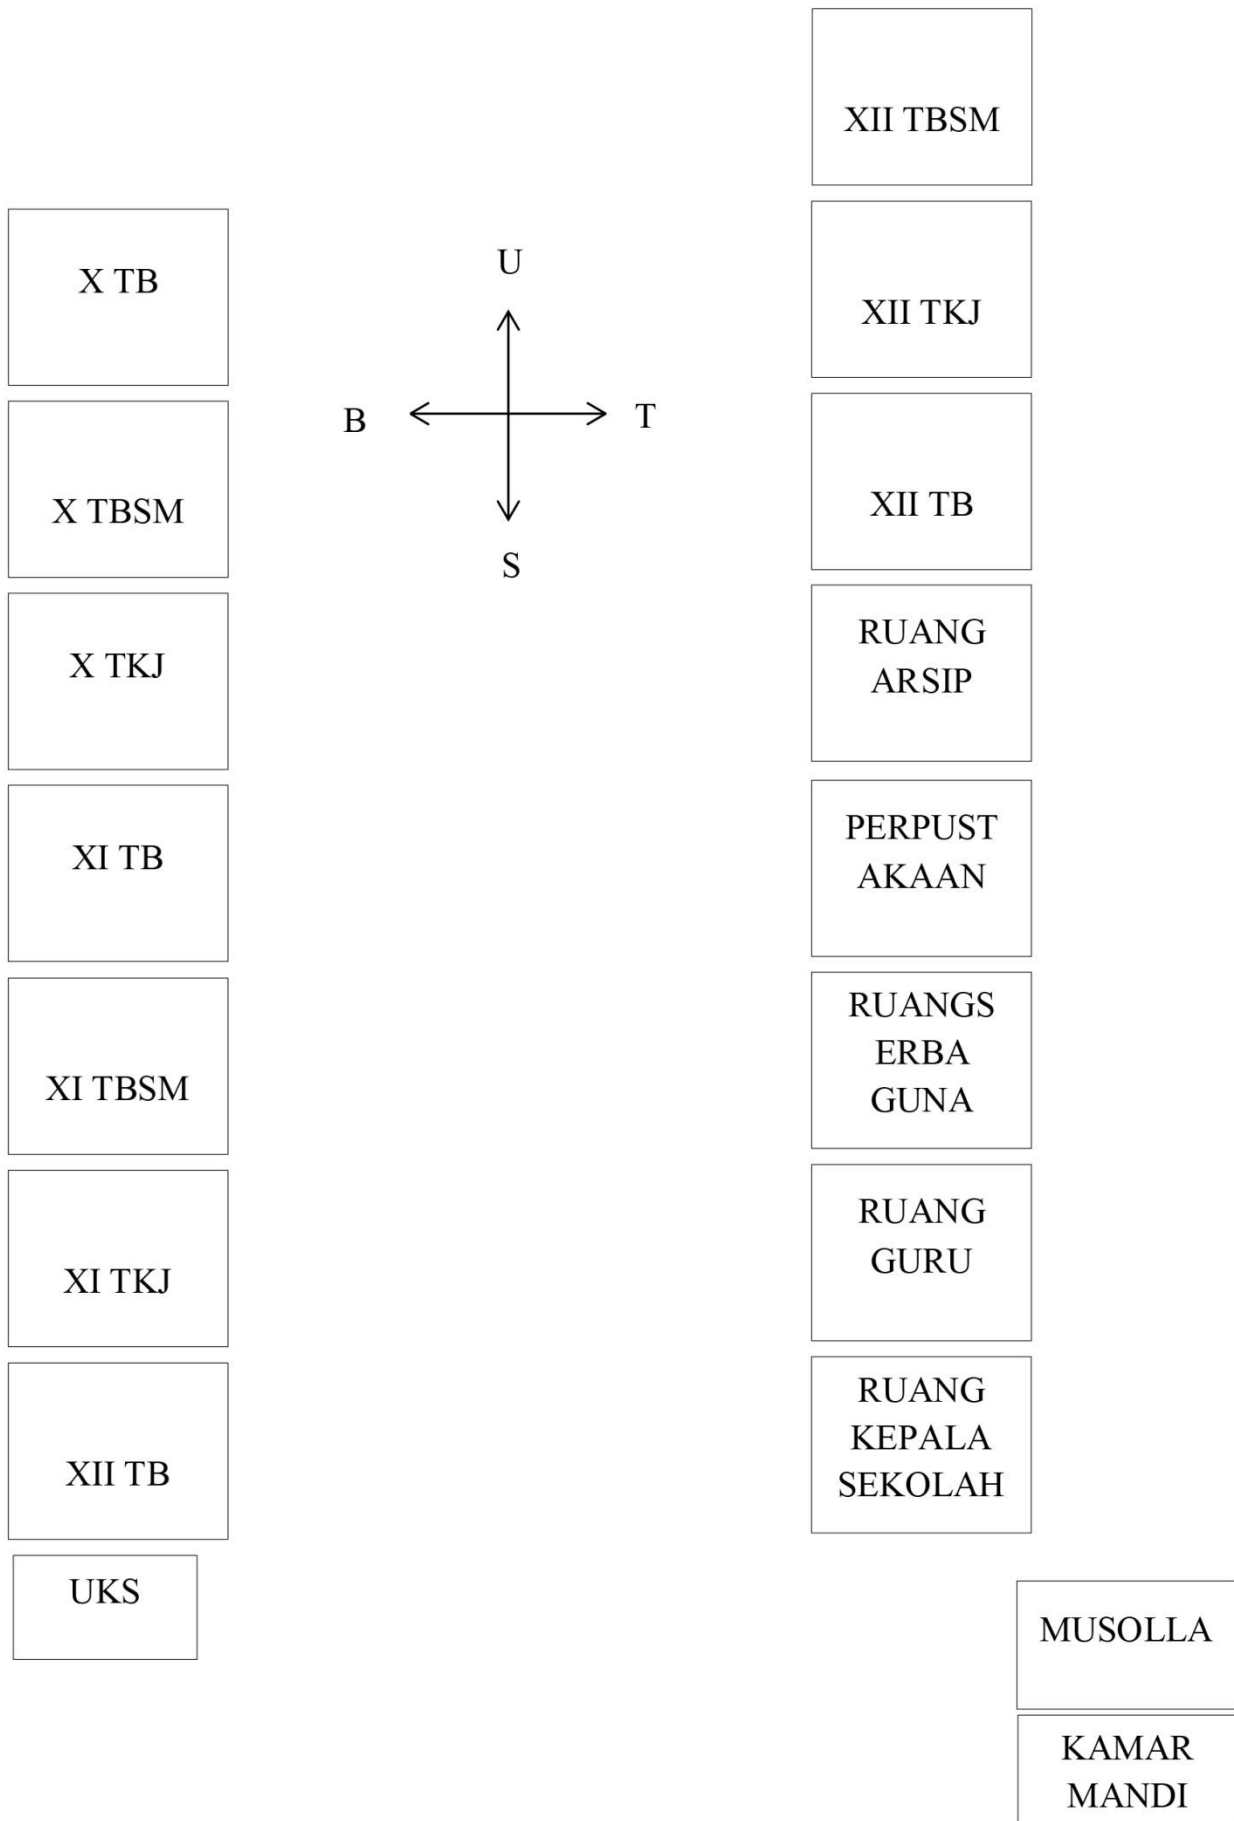 XII TBSM
X TB
U
XII TKJ
B
T
X TBSM
XII TB
S
X TKJ
RUANG
ARSIP
XI TB
PERPUST
AKAAN
XI TBSM
RUANGS
ERBA
GUNA
XI TKJ
RUANG
GURU
XII TB
RUANG
KEPALA
SEKOLAH
UKS
MUSOLLA
KAMAR
MANDI